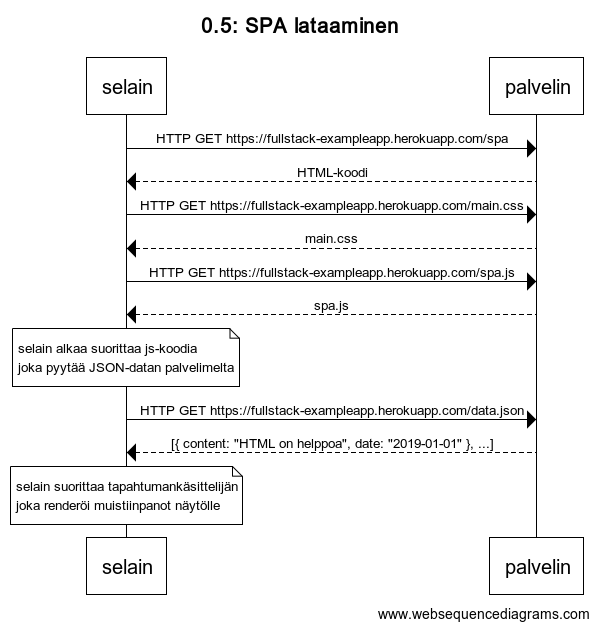 0.5: SPA lataaminen
selain palvelin
HTTP GET https://fullstack-exampleapp.herokuapp.com/spa
HTML-koodi
HTTP GET https://fullstack-exampleapp.herokuapp.com/main.css
main.css
HTTP GET https://fullstack-exampleapp.herokuapp.com/spa.js
spa.js
selain alkaa suorittaa js-koodia
joka pyytää JSON-datan palvelimelta
HTTP GET https://fullstack-exampleapp.herokuapp.com/data.json
[{ content: "HTML on helppoa", date: "2019-01-01" }, ...]
selain suorittaa tapahtumankäsittelijän
joka renderöi muistiinpanot näytölle
selain palvelin
www.websequencediagrams.com